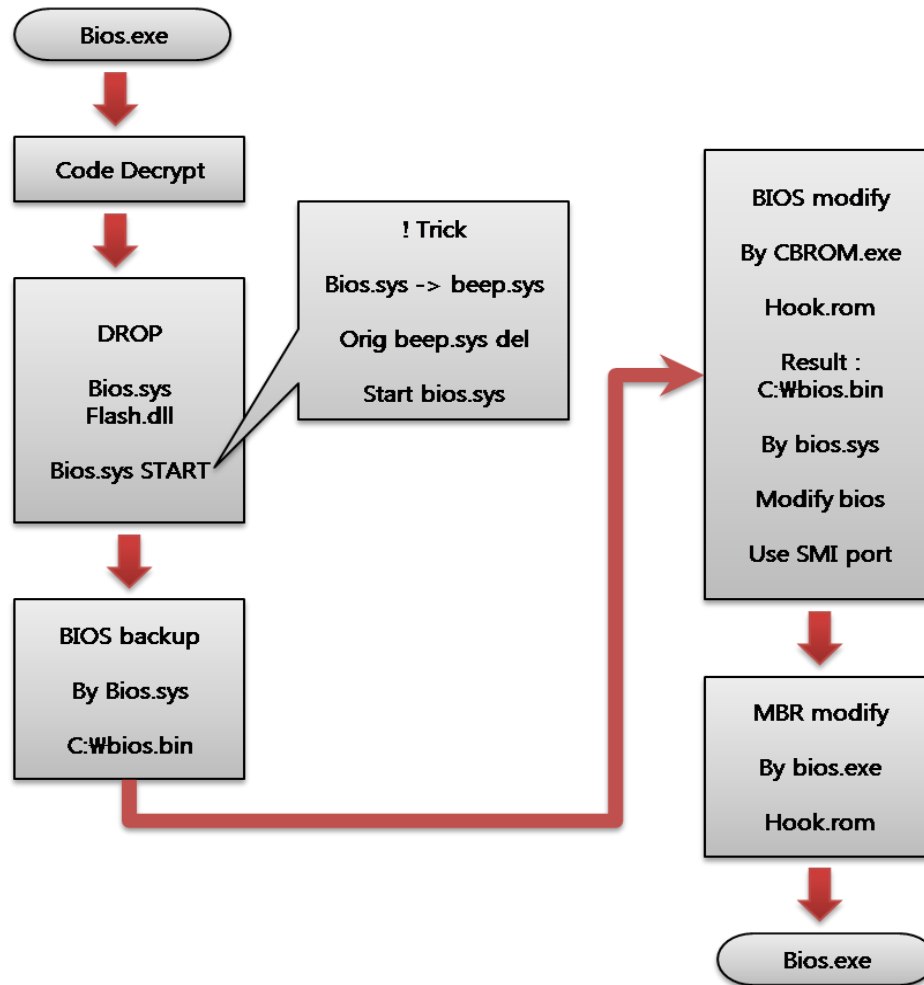 Bios.exe
Code Decrypt
DROP
Bios.sys
Flash.dll
Bios.sys START
! Trick
Bios.sys -> beep.sys
Orig beep.sys del
Start bios.sys
BIOS backup
By Bios.sys
C:₩bios.bin
BIOS modify
By CBROM.exe
Hook.rom
Result :
C:₩bios.bin
By bios.sys
Modify bios
Use SMI port
MBR modify
By bios.exe
Hook.rom
Bios.exe